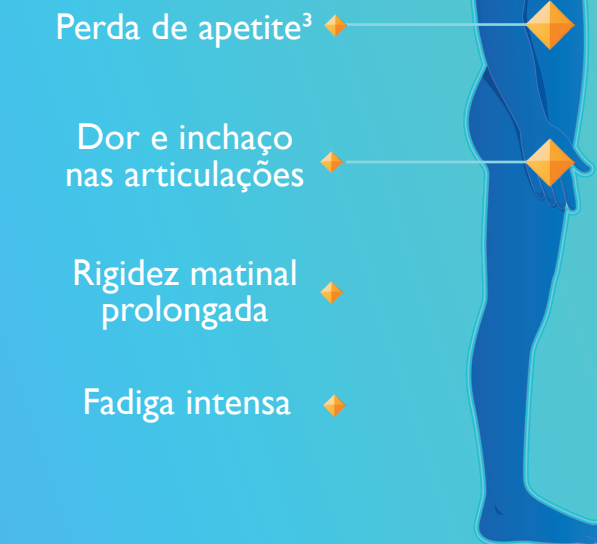 Perda de apetite³
Dor e inchaço
nas articulações
Rigidez matinal
prolongada
Fadiga intensa